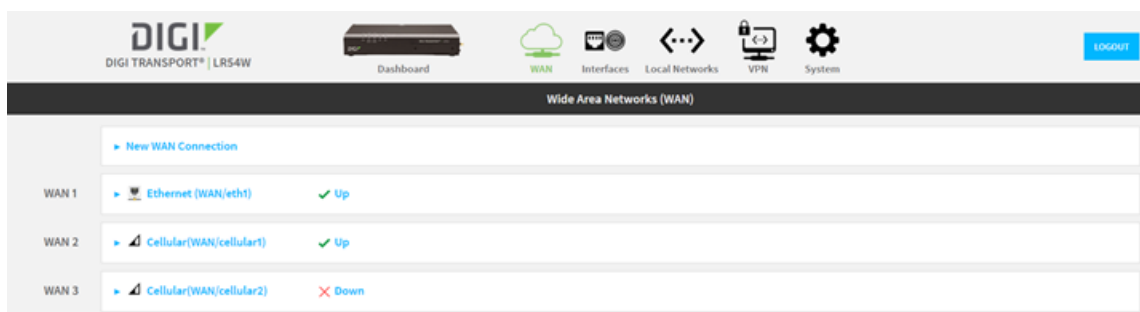 DIGI
DIGI TRANSPORT® | LR54W
Dashboard
WAN
Interfaces
Local Networks
VPN
System
LOGOUT
Wide Area Networks (WAN)
New WAN Connection
WAN 1 Ethernet (WAN/eth1) Up
WAN 2 Cellular(WAN/cellular1) Up
WAN 3 Cellular(WAN/cellular2) Down